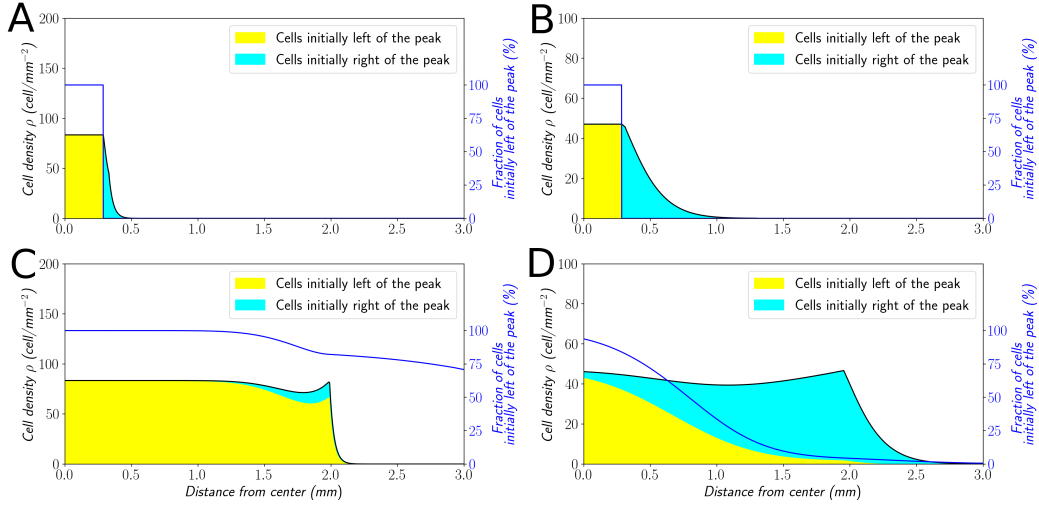 A
200
150
100
50
0
Cell density ρ (cell/mm⁻²)
Cells initially left of the peak
Cells initially right of the peak
100
75
50
25
0
Fraction of cells
initially left of the peak (%)
0.0 0.5 1.0 1.5 2.0 2.5 3.0
B
100
80
60
40
20
0
Cell density ρ (cell/mm⁻²)
Cells initially left of the peak
Cells initially right of the peak
100
75
50
25
0
Fraction of cells
initially left of the peak (%)
0.0 0.5 1.0 1.5 2.0 2.5 3.0
C
200
150
100
50
0
Cell density ρ (cell/mm⁻²)
Cells initially left of the peak
Cells initially right of the peak
100
75
50
25
0
Fraction of cells
initially left of the peak (%)
0.0 0.5 1.0 1.5 2.0 2.5 3.0
Distance from center (mm)
D
100
80
60
40
20
0
Cell density ρ (cell/mm⁻²)
Cells initially left of the peak
Cells initially right of the peak
100
75
50
25
0
Fraction of cells
initially left of the peak (%)
0.0 0.5 1.0 1.5 2.0 2.5 3.0
Distance from center (mm)